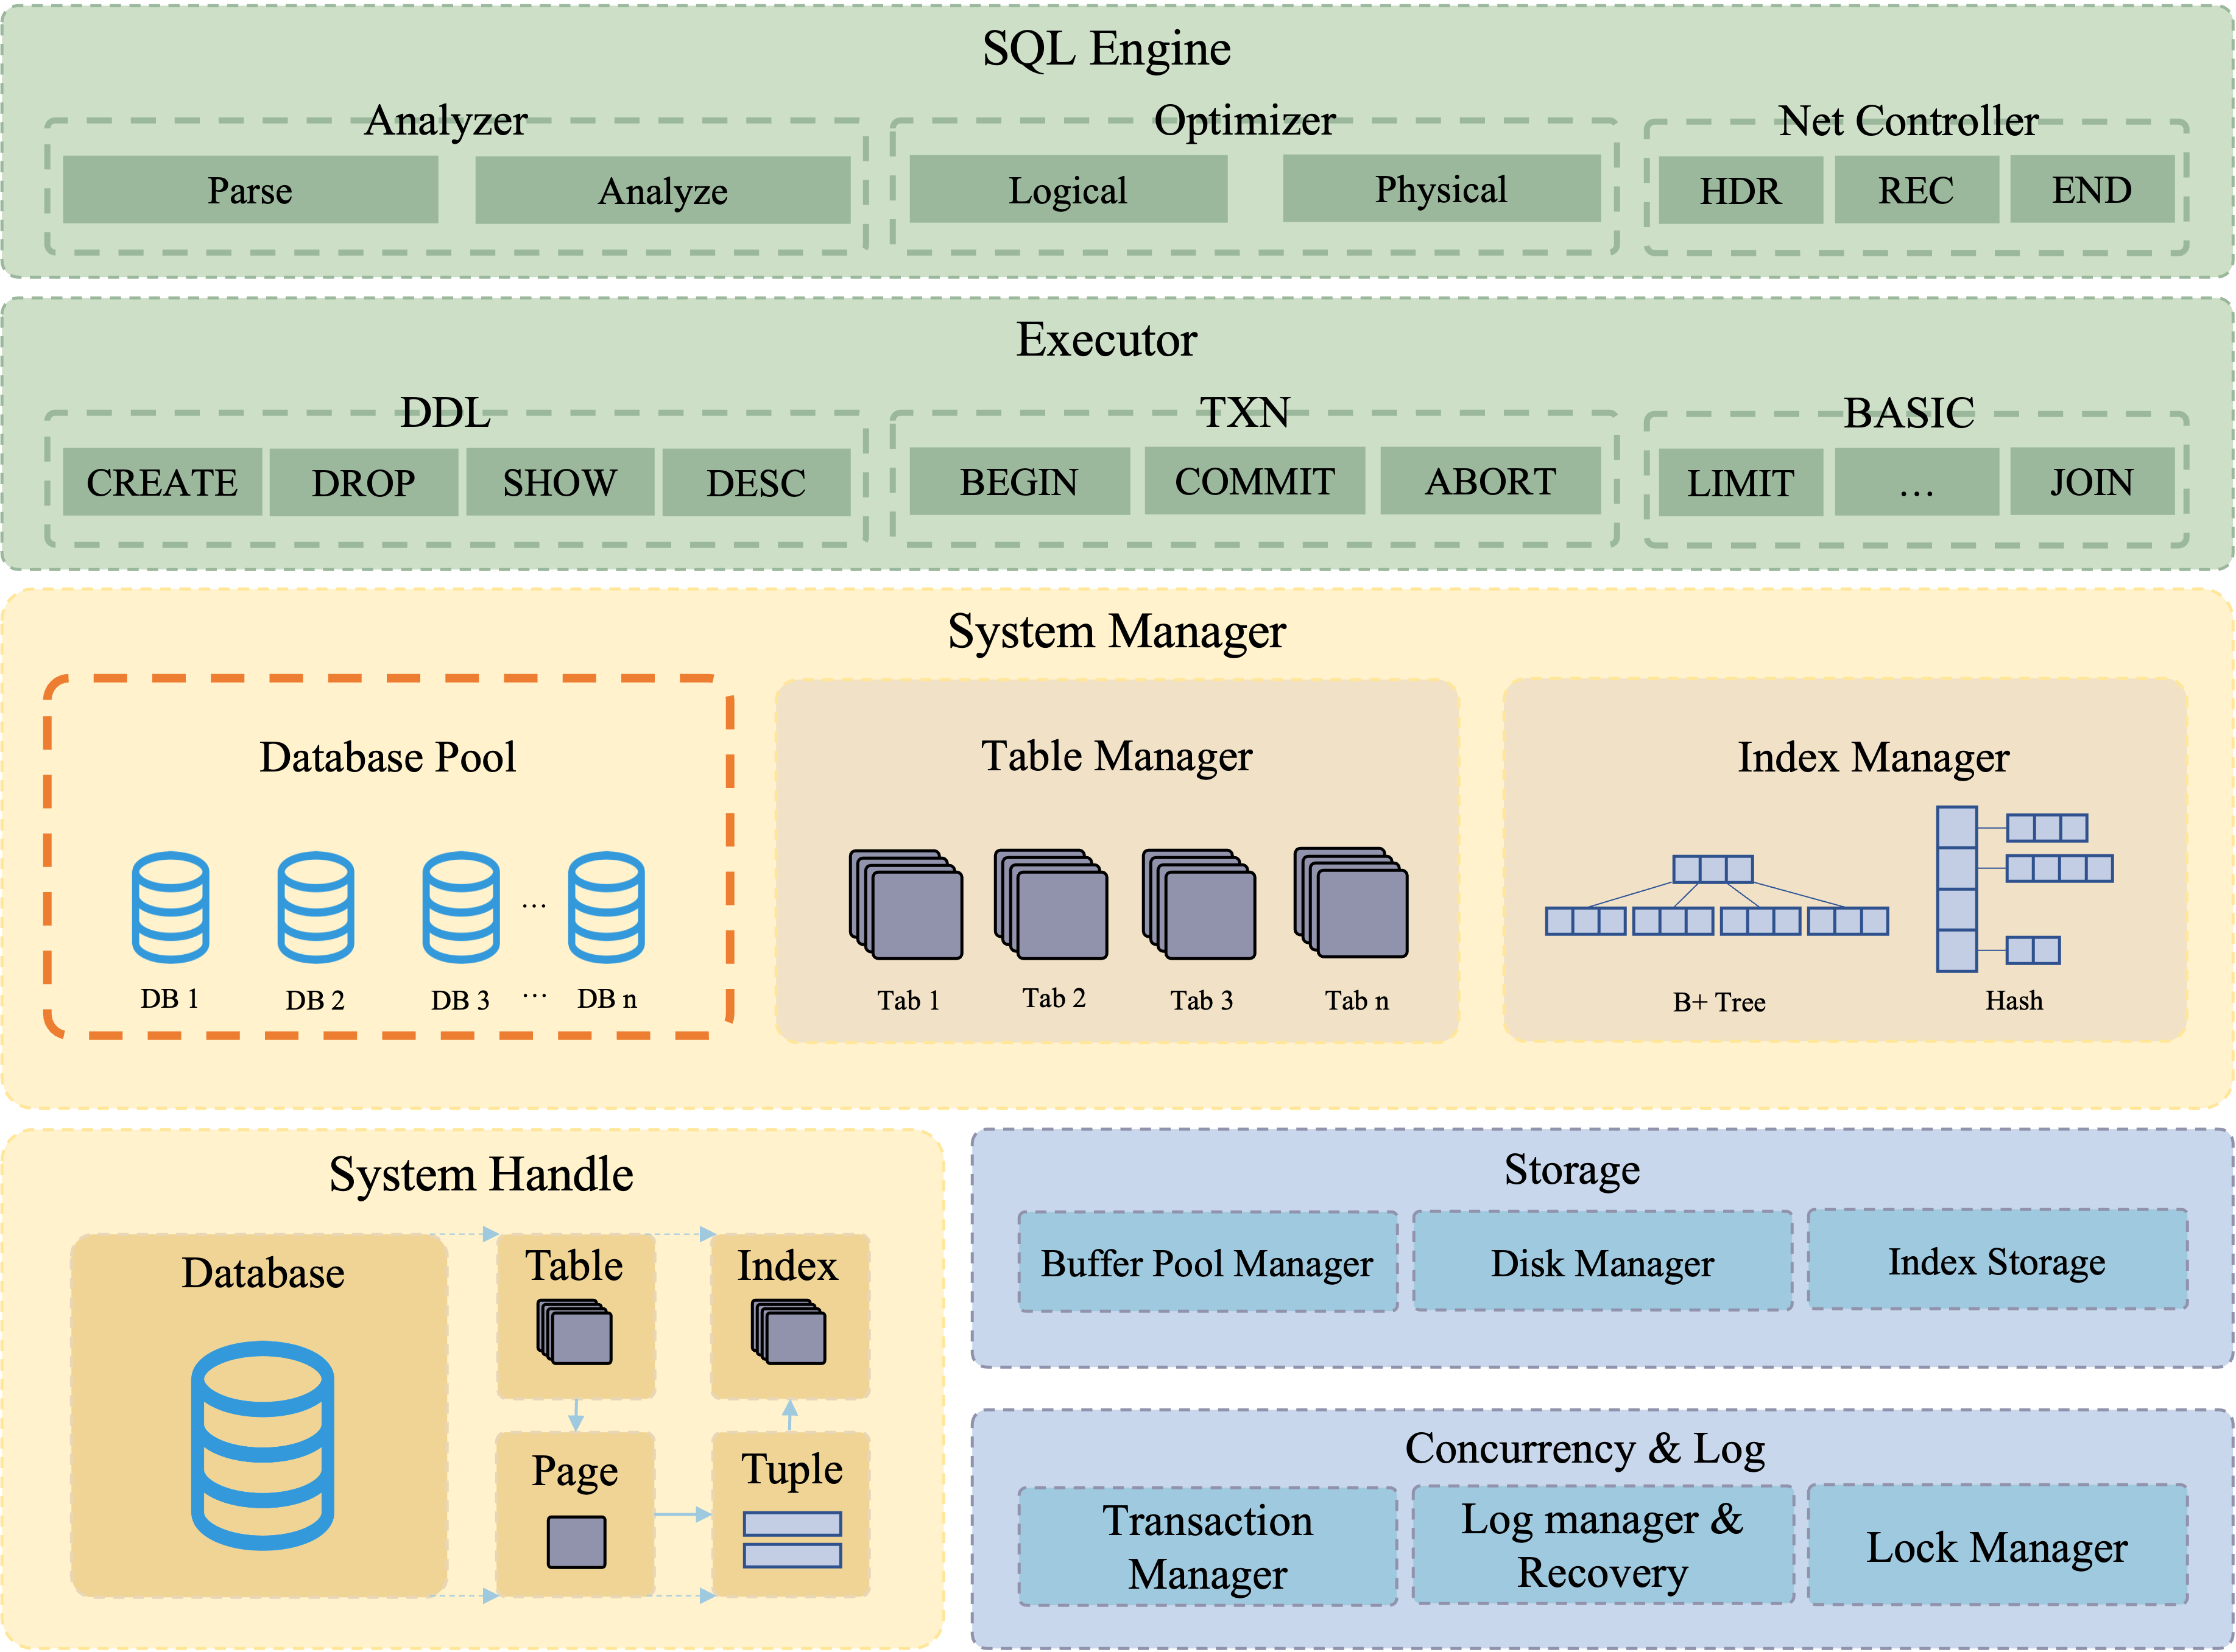 SQL Engine
Analyzer
Optimizer
Net Controller
Parse
Analyze
Logical
Physical
HDR
REC
END
Executor
DDL
TXN
BASIC
CREATE
DROP
SHOW
DESC
BEGIN
COMMIT
ABORT
LIMIT
...
JOIN
System Manager
Database Pool
...
DB 1
DB 2
DB 3
...
DB n
Table Manager
Tab 1
Tab 2
Tab 3
Tab n
Index Manager
B+ Tree
Hash
System Handle
Database
Table
Index
Page
Tuple
Storage
Buffer Pool Manager
Disk Manager
Index Storage
Concurrency & Log
Transaction
Manager
Log manager &
Recovery
Lock Manager